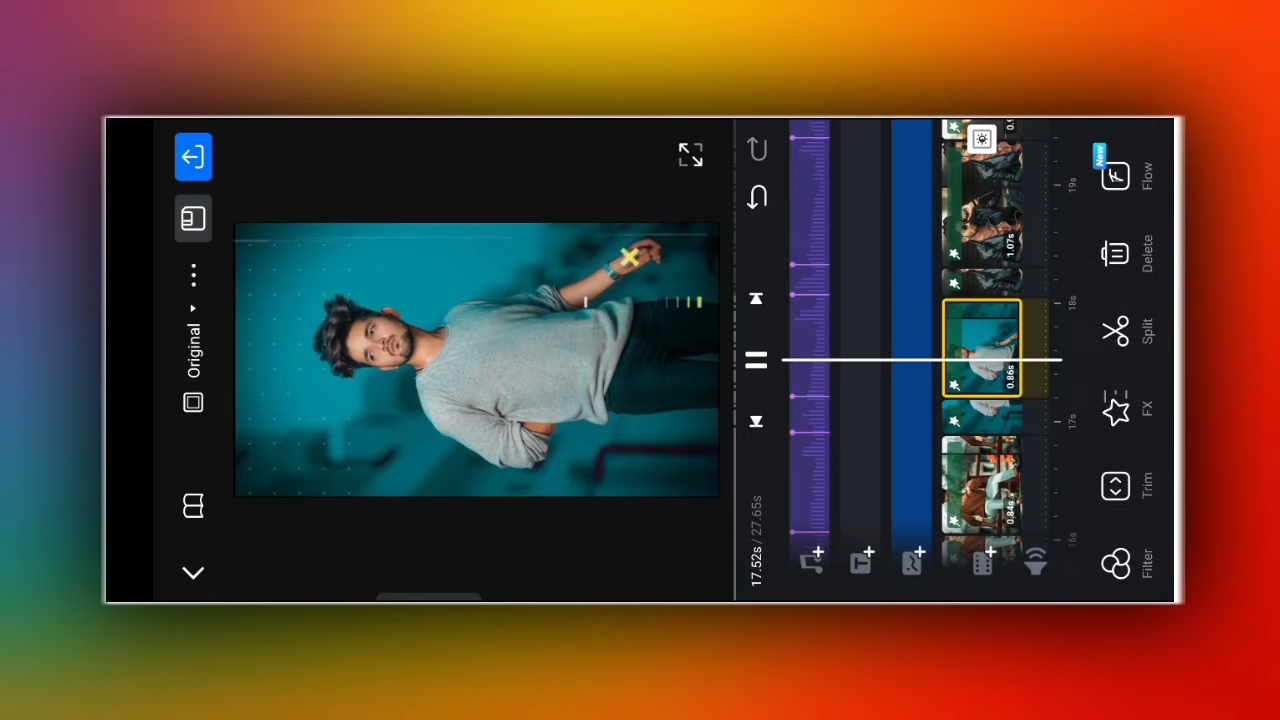 Original
17.52s / 27.65s
T
19s
18s
17s
16s
1.07s
0.86s
0.84s
Filter
Trim
FX
Split
Delete
Flow
New